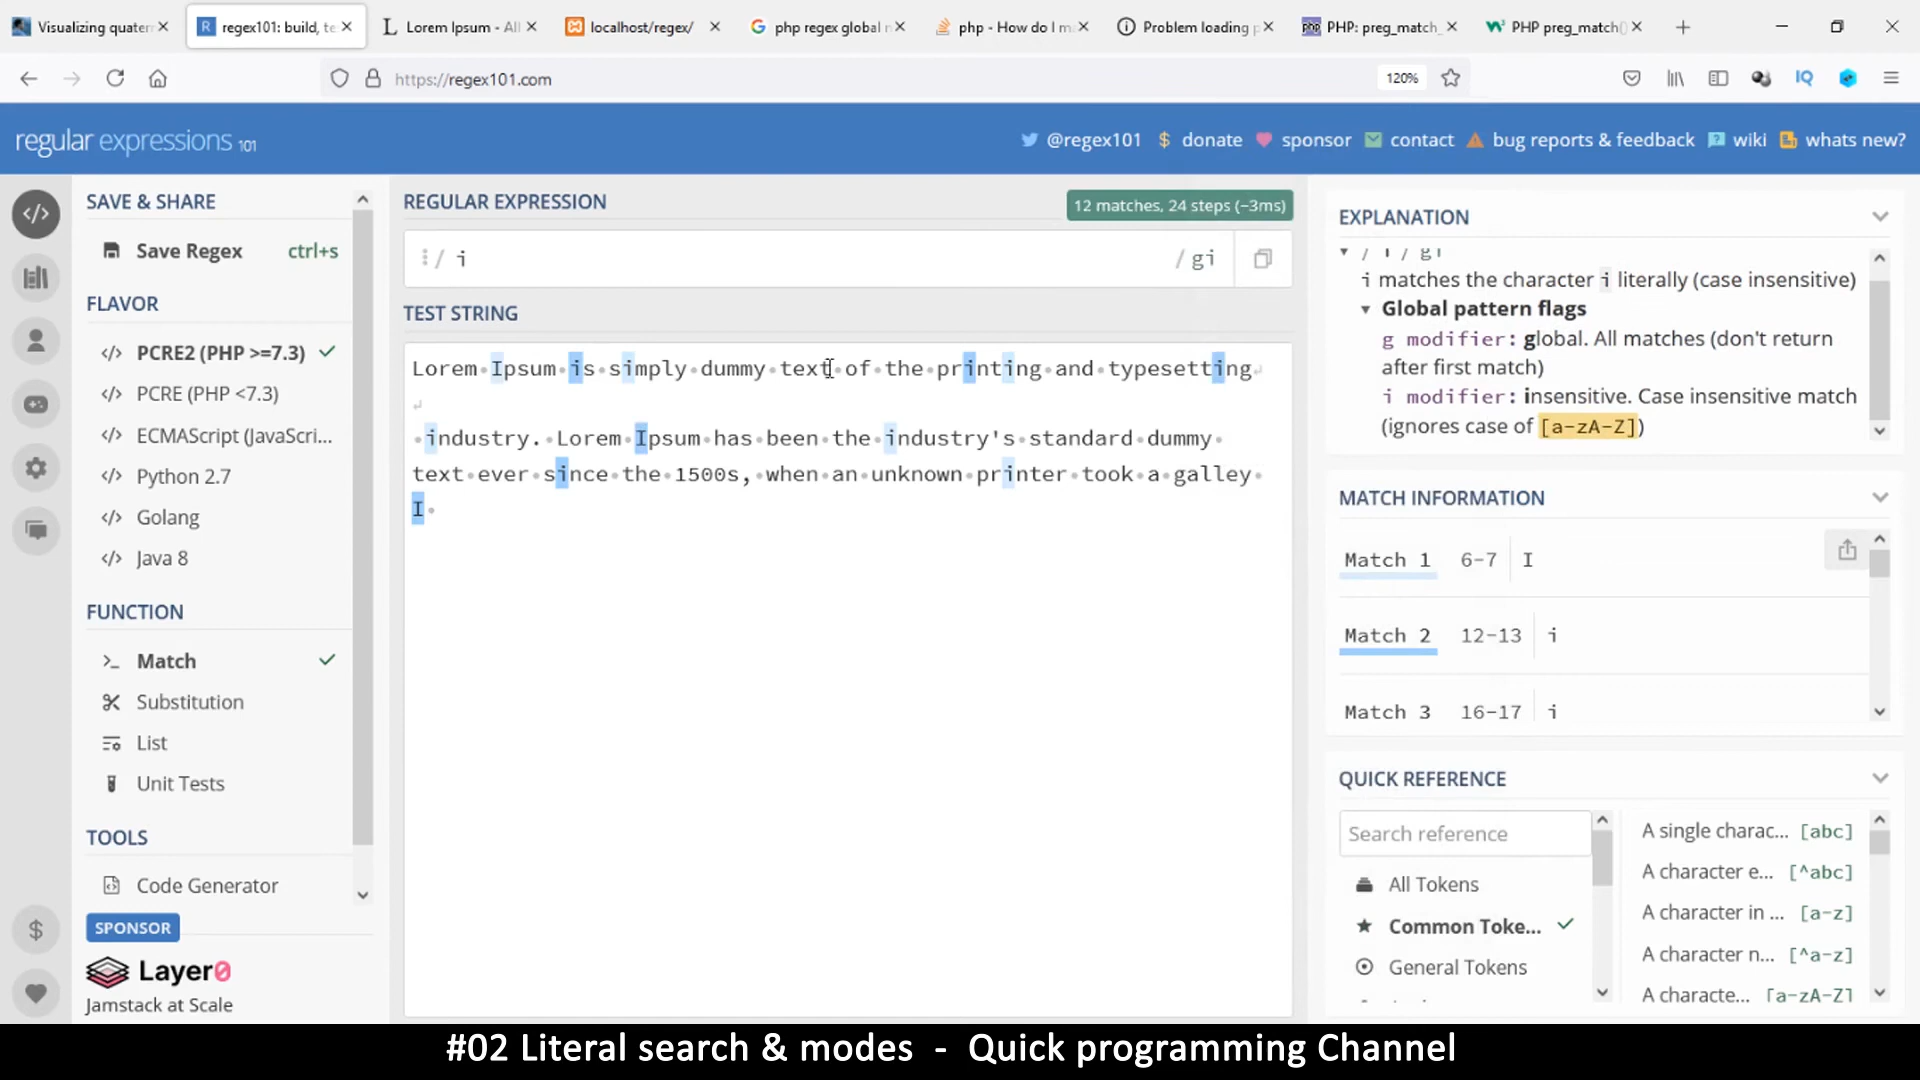 Visualizing quater
regex101: build, te
Lorem Ipsum - All
localhost/regex/
php regex global
php - How do I m
Problem loading p
PHP: preg_match_
PHP preg_match()
https://regex101.com
120%
IQ
regular expressions 101
@regex101
$ donate
sponsor
contact
bug reports & feedback
wiki
whats new?
SAVE & SHARE
Save Regex ctrl+s
FLAVOR
</> PCRE2 (PHP >=7.3)
</> PCRE (PHP <7.3)
</> ECMAScript (JavaScri...
</> Python 2.7
</> Golang
</> Java 8
FUNCTION
Match
Substitution
List
Unit Tests
TOOLS
Code Generator
SPONSOR
Layer0
Jamstack at Scale
REGULAR EXPRESSION
12 matches, 24 steps (~3ms)
/ i / gi
TEST STRING
Lorem Ipsum is simply dummy text of the printing and typesetting
industry. Lorem Ipsum has been the industry's standard dummy
text ever since the 1500s, when an unknown printer took a galley
I
EXPLANATION
/ i / gi
i matches the character i literally (case insensitive)
Global pattern flags
g modifier: global. All matches (don't return
after first match)
i modifier: insensitive. Case insensitive match
(ignores case of [a-zA-Z])
MATCH INFORMATION
Match 1 6-7 I
Match 2 12-13 i
Match 3 16-17 i
QUICK REFERENCE
Search reference
All Tokens
Common Toke...
General Tokens
A single charac... [abc]
A character e... [^abc]
A character in ... [a-z]
A character n... [^a-z]
A characte... [a-zA-Z]
#02 Literal search & modes - Quick programming Channel